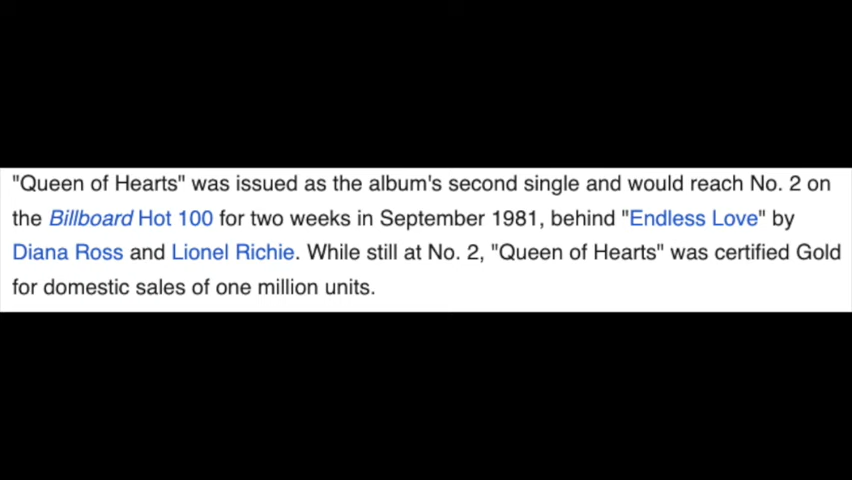 "Queen of Hearts" was issued as the album's second single and would reach No. 2 on
the Billboard Hot 100 for two weeks in September 1981, behind "Endless Love" by
Diana Ross and Lionel Richie. While still at No. 2, "Queen of Hearts" was certified Gold
for domestic sales of one million units.